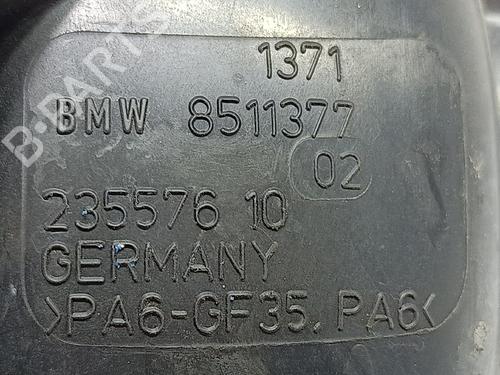 1371
BMW 8511377
02
235576 10
GERMANY
>PA6-GF35.PA6<
B-PARTS